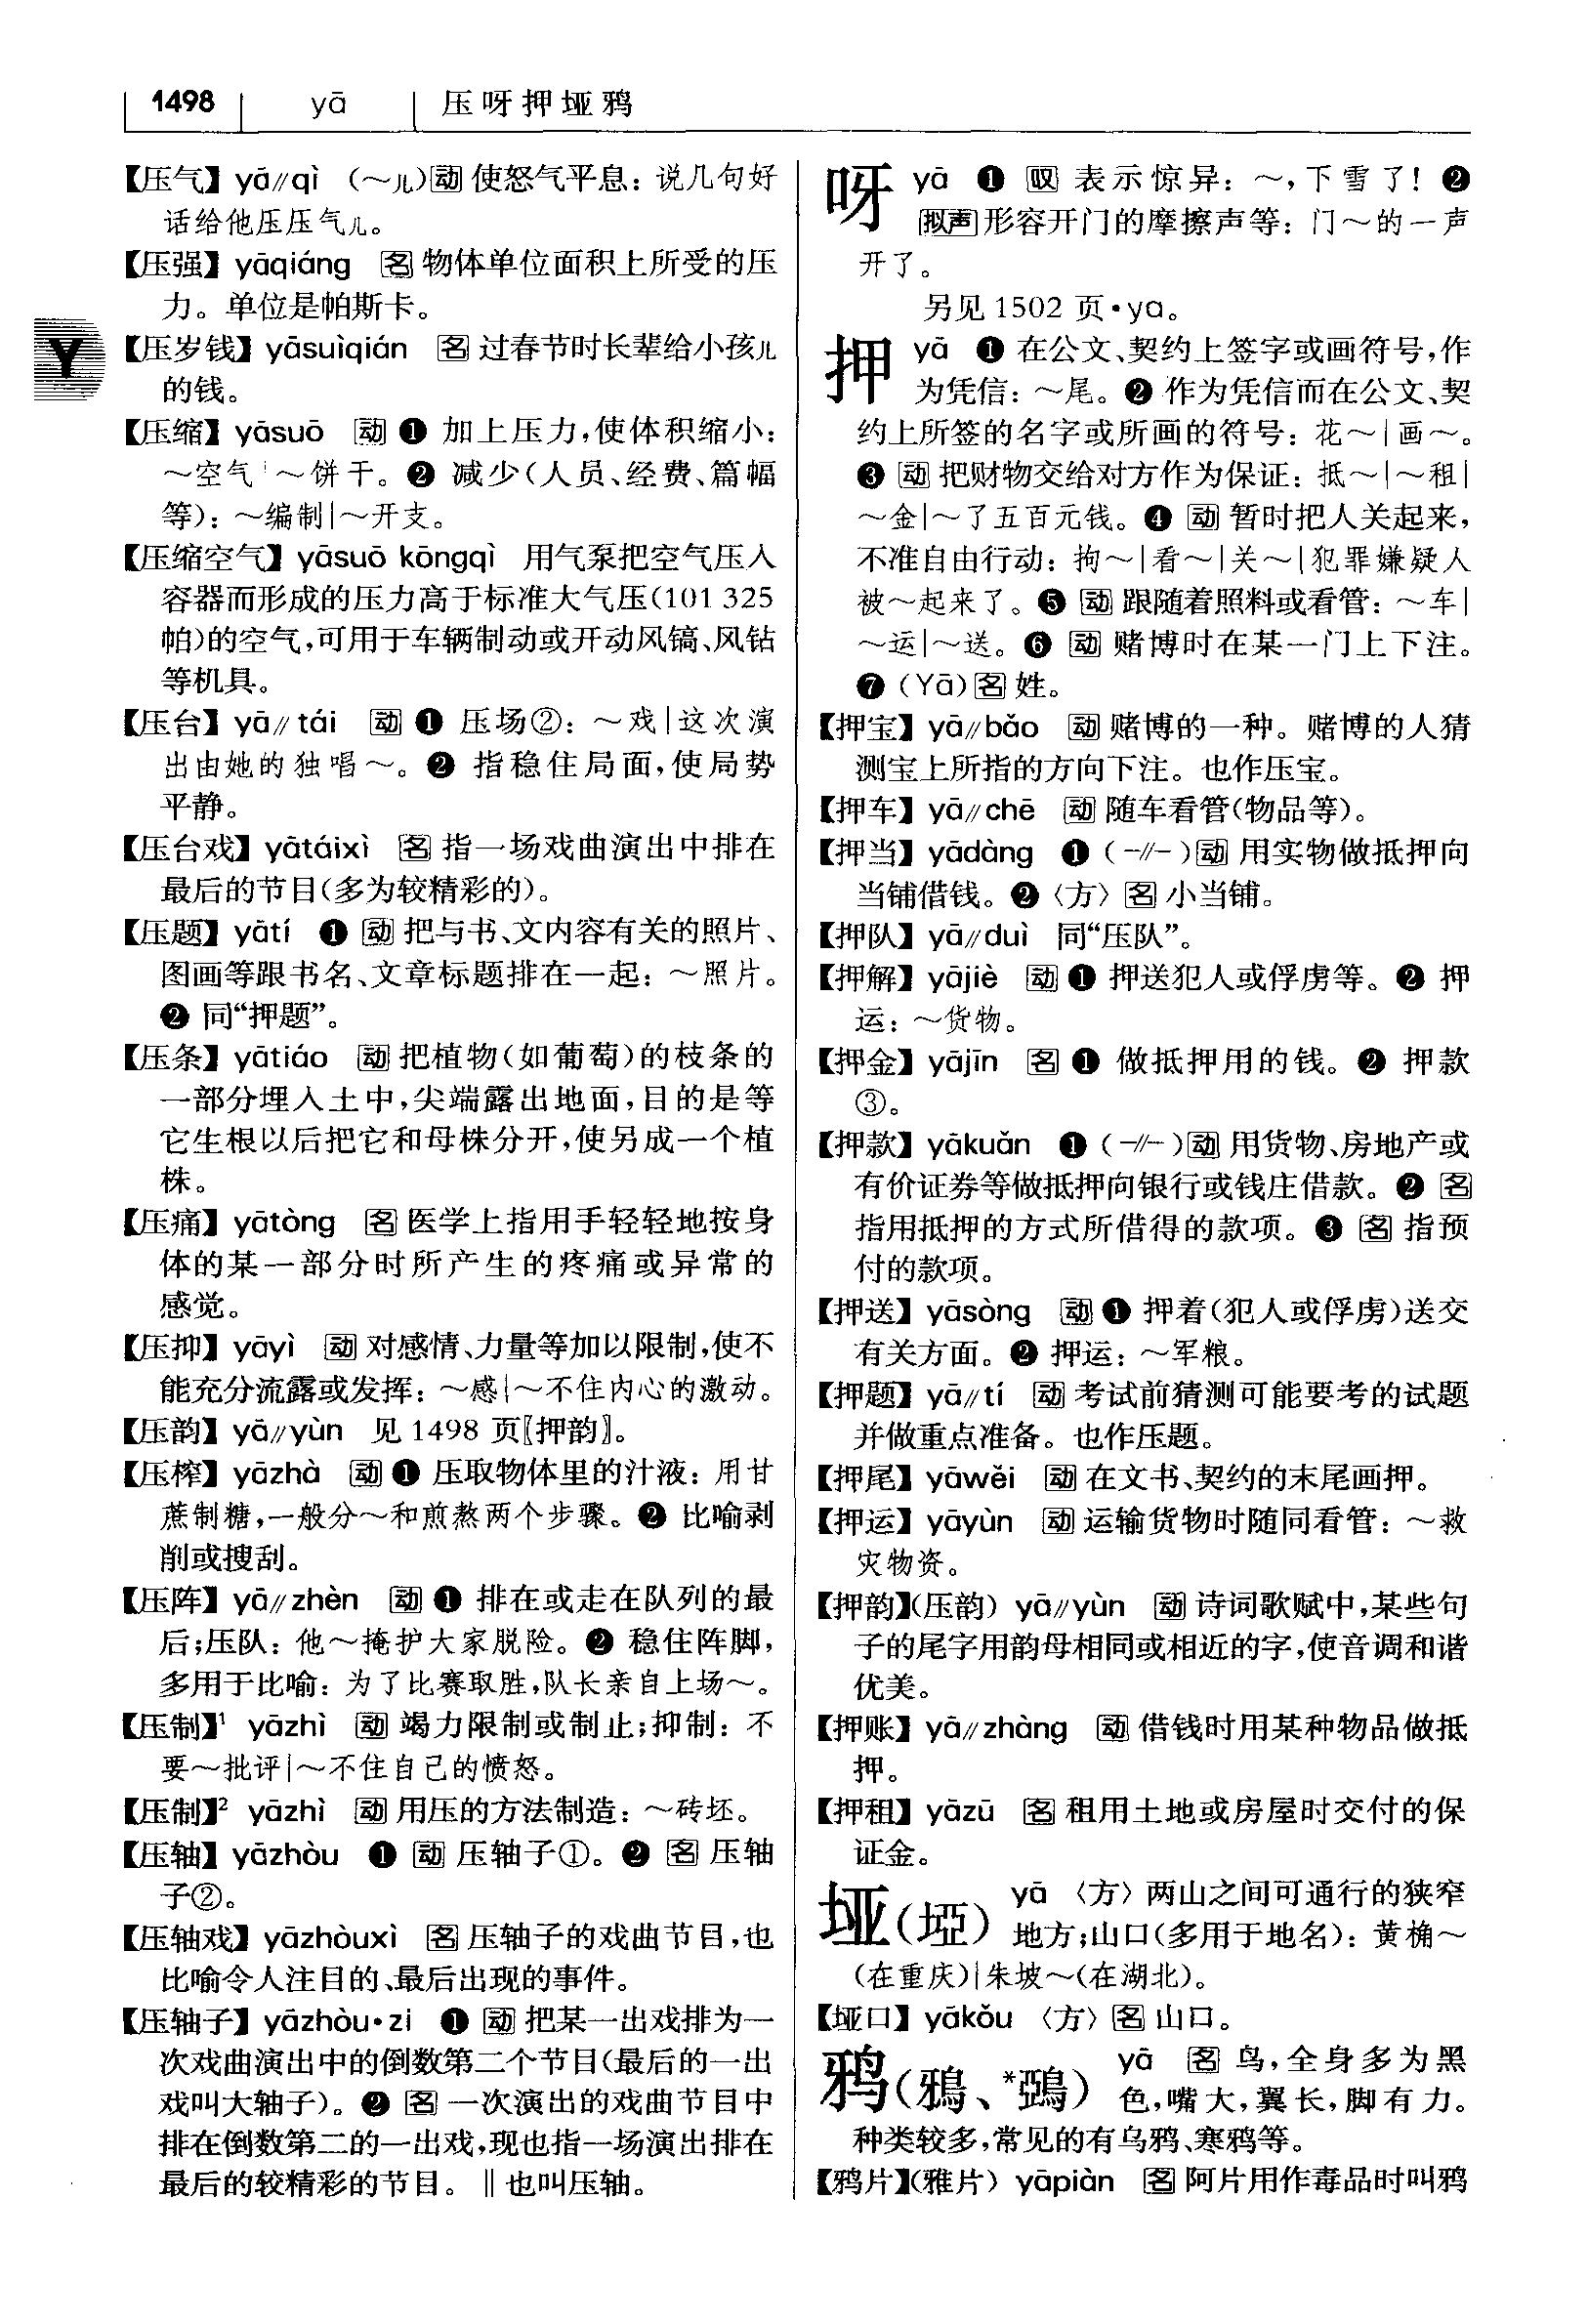 1498 yā 压呀押垭鸦
【压气】 yā//qì (～儿)动 使怒气平息：说几句好
话给他压压气儿。
【压强】 yāqiáng 名 物体单位面积上所受的压
力。单位是帕斯卡。
Y
【压岁钱】 yāsuìqián 名 过春节时长辈给小孩儿
的钱。
【压缩】 yāsuō 动 ❶ 加上压力，使体积缩小：
～空气｜～饼干。❷ 减少(人员、经费、篇幅
等)：～编制｜～开支。
【压缩空气】 yāsuō kōngqì 用气泵把空气压入
容器而形成的压力高于标准大气压(101 325
帕)的空气，可用于车辆制动或开动风镐、风钻
等机具。
【压台】 yā//tái 动 ❶ 压场②：～戏｜这次演
出由她的独唱～。❷ 指稳住局面，使局势
平静。
【压台戏】 yātáixì 名 指一场戏曲演出中排在
最后的节目(多为较精彩的)。
【压题】 yātí ❶ 动 把与书、文内容有关的照片、
图画等跟书名、文章标题排在一起：～照片。
❷ 同“押题”。
【压条】 yātiáo 动 把植物(如葡萄)的枝条的
一部分埋入土中，尖端露出地面，目的是等
它生根以后把它和母株分开，使另成一个植
株。
【压痛】 yātòng 名 医学上指用手轻轻地按身
体的某一部分时所产生的疼痛或异常的
感觉。
【压抑】 yāyì 动 对感情、力量等加以限制，使不
能充分流露或发挥：～感｜～不住内心的激动。
【压韵】 yā//yùn 见 1498 页〖押韵〗。
【压榨】 yāzhà 动 ❶ 压取物体里的汁液：用甘
蔗制糖，一般分～和煎熬两个步骤。❷ 比喻剥
削或搜刮。
【压阵】 yā//zhèn 动 ❶ 排在或走在队列的最
后；压队：他～掩护大家脱险。❷ 稳住阵脚，
多用于比喻：为了比赛取胜，队长亲自上场～。
【压制】¹ yāzhì 动 竭力限制或制止；抑制：不
要～批评｜～不住自己的愤怒。
【压制】² yāzhì 动 用压的方法制造：～砖坯。
【压轴】 yāzhòu ❶ 动 压轴子①。❷ 名 压轴
子②。
【压轴戏】 yāzhòuxì 名 压轴子的戏曲节目，也
比喻令人注目的、最后出现的事件。
【压轴子】 yāzhòu·zi ❶ 动 把某一出戏排为一
次戏曲演出中的倒数第二个节目(最后的一出
戏叫大轴子)。❷ 名 一次演出的戏曲节目中
排在倒数第二的一出戏，现也指一场演出排在
最后的较精彩的节目。‖也叫压轴。
呀 yā ❶ 叹 表示惊异：～，下雪了！❷
拟声 形容开门的摩擦声等：门～的一声
开了。
另见 1502 页·ya。
押 yā ❶ 在公文、契约上签字或画符号，作
为凭信：～尾。❷ 作为凭信而在公文、契
约上所签的名字或所画的符号：花～｜画～。
❸ 动 把财物交给对方作为保证：抵～｜～租｜
～金｜～了五百元钱。❹ 动 暂时把人关起来，
不准自由行动：拘～｜看～｜关～｜犯罪嫌疑人
被～起来了。❺ 动 跟随着照料或看管：～车｜
～运｜～送。❻ 动 赌博时在某一门上下注。
❼ (Yā) 名 姓。
【押宝】 yā//bǎo 动 赌博的一种。赌博的人猜
测宝上所指的方向下注。也作压宝。
【押车】 yā//chē 动 随车看管(物品等)。
【押当】 yādàng ❶ (-//-)动 用实物做抵押向
当铺借钱。❷〈方〉名 小当铺。
【押队】 yā//duì 同“压队”。
【押解】 yājiè 动 ❶ 押送犯人或俘虏等。❷ 押
运：～货物。
【押金】 yājīn 名 ❶ 做抵押用的钱。❷ 押款
③。
【押款】 yākuǎn ❶ (-//-)动 用货物、房地产或
有价证券等做抵押向银行或钱庄借款。❷ 名
指用抵押的方式所借得的款项。❸ 名 指预
付的款项。
【押送】 yāsòng 动 ❶ 押着(犯人或俘虏)送交
有关方面。❷ 押运：～军粮。
【押题】 yā//tí 动 考试前猜测可能要考的试题
并做重点准备。也作压题。
【押尾】 yāwěi 动 在文书、契约的末尾画押。
【押运】 yāyùn 动 运输货物时随同看管：～救
灾物资。
【押韵】(压韵) yā//yùn 动 诗词歌赋中，某些句
子的尾字用韵母相同或相近的字，使音调和谐
优美。
【押账】 yā//zhàng 动 借钱时用某种物品做抵
押。
【押租】 yāzū 名 租用土地或房屋时交付的保
证金。
垭(埡) yā〈方〉两山之间可通行的狭窄
地方；山口(多用于地名)：黄桷～
(在重庆)｜朱坡～(在湖北)。
【垭口】 yākǒu〈方〉名 山口。
鸦(鴉、*鵶) yā 名 鸟，全身多为黑
色，嘴大，翼长，脚有力。
种类较多，常见的有乌鸦、寒鸦等。
【鸦片】(雅片) yāpiàn 名 阿片用作毒品时叫鸦